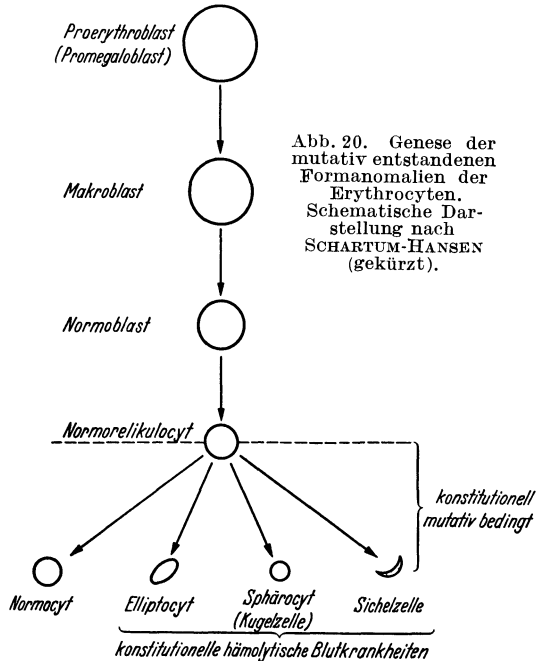 Proerythroblast
(Promegaloblast)
Abb. 20. Genese der
mutativ entstandenen
Formanomalien der
Erythrocyten.
Schematische Dar-
stellung nach
SCHARTUM-HANSEN
(gekürzt).
Makroblast
Normoblast
Normorelikulocyt
konstitutionell
mutativ bedingt
Normocyt
Elliptocyt
Sphärocyt
(Kugelzelle)
Sichelzelle
konstitutionelle hämolytische Blutkrankheiten